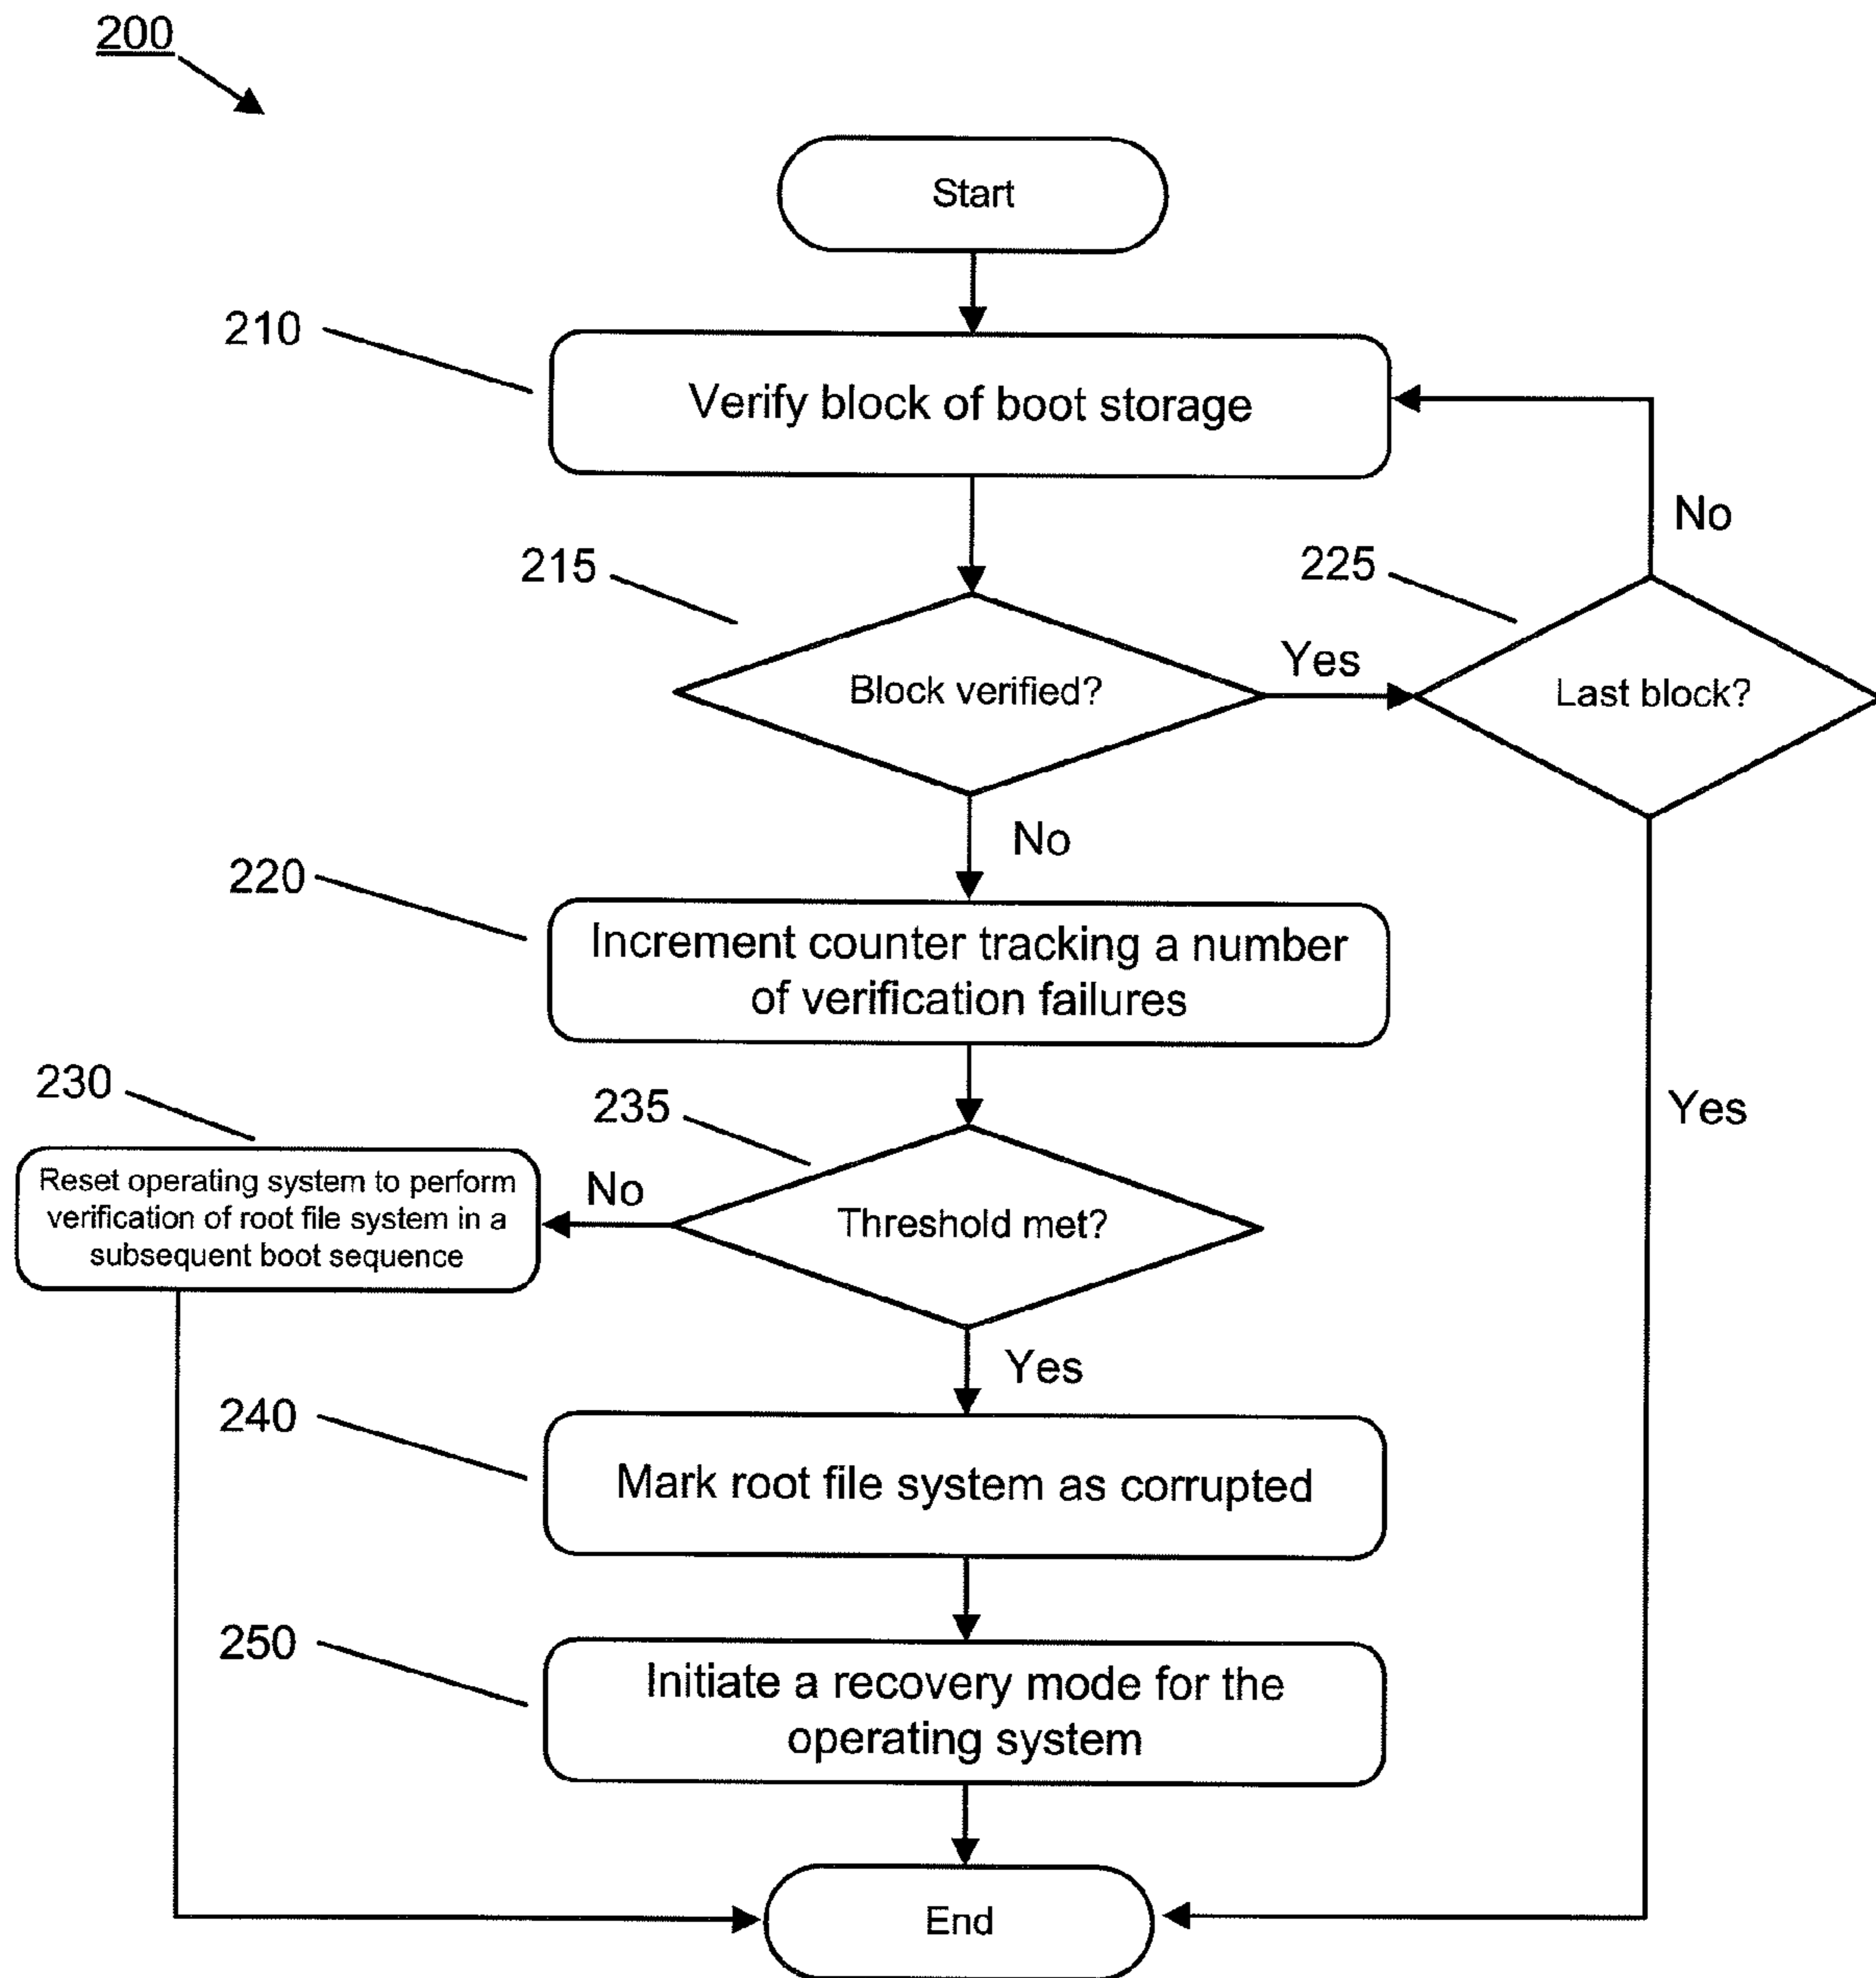 200
Start
210
Verify block of boot storage
No
215
225
Block verified?
Yes
Last block?
No
220
Increment counter tracking a number
of verification failures
230
235
Yes
Reset operating system to perform
verification of root file system in a
subsequent boot sequence
No
Threshold met?
Yes
240
Mark root file system as corrupted
250
Initiate a recovery mode for the
operating system
End